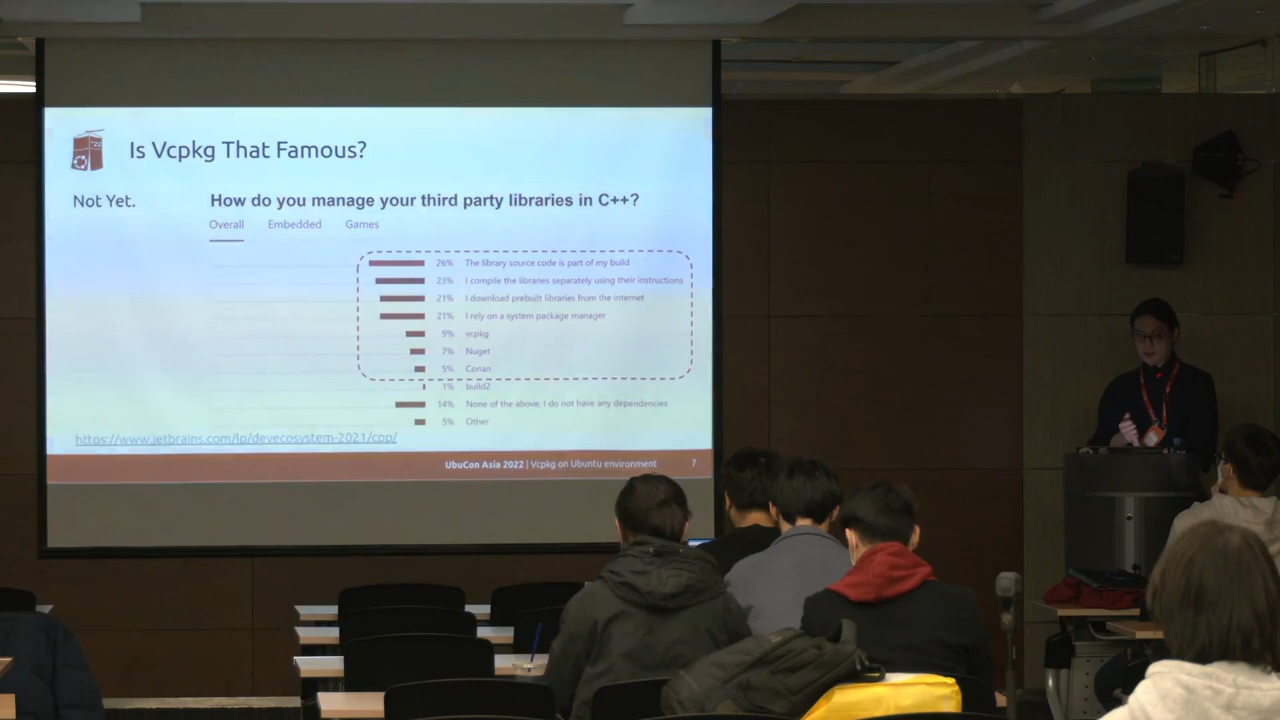 Is Vcpkg That Famous?
Not Yet.
How do you manage your third party libraries in C++?
Overall Embedded Games
26% The library source code is part of my build
23% I compile the libraries separately using their instructions
21% I download prebuilt libraries from the internet
21% I rely on a system package manager
9% vcpkg
7% Nuget
5% Conan
1% build2
14% None of the above, I do not have any dependencies
5% Other
https://www.jetbrains.com/lp/devecosystem-2021/cpp/
UbuCon Asia 2022 | Vcpkg on Ubuntu environment 7